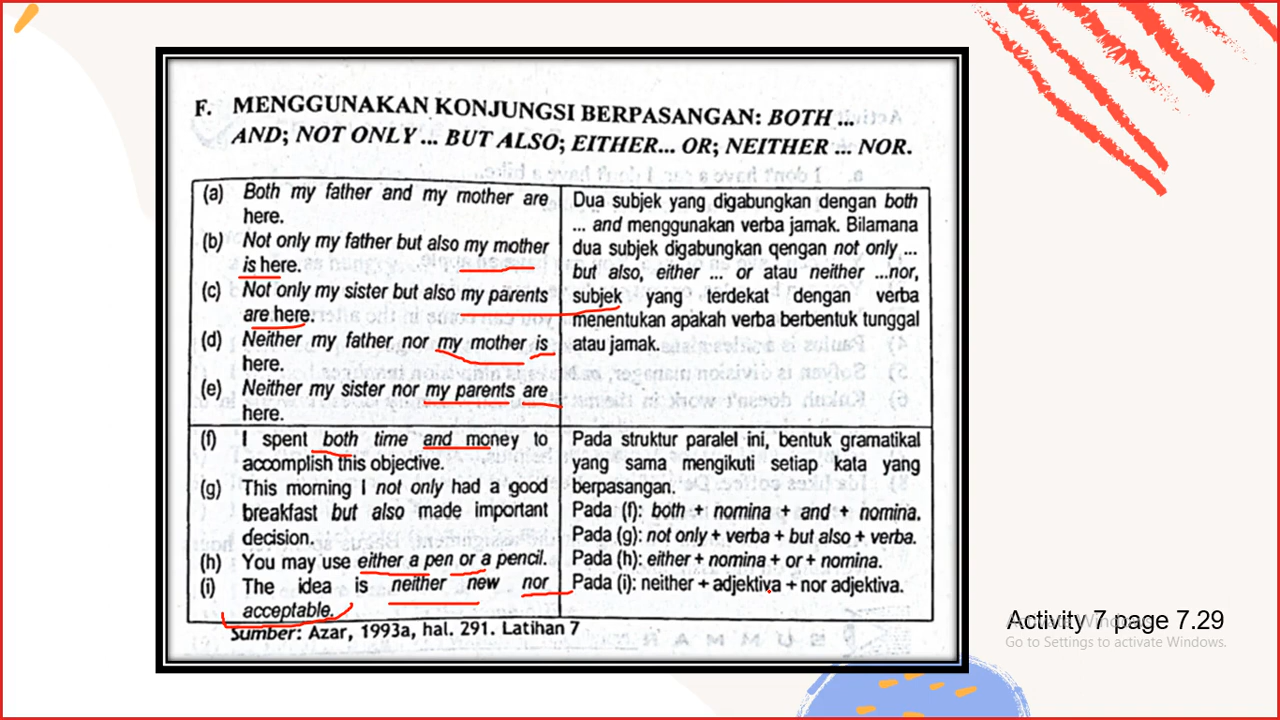 F. MENGGUNAKAN KONJUNGSI BERPASANGAN: BOTH ...
AND; NOT ONLY ... BUT ALSO; EITHER... OR; NEITHER ... NOR.
(a) Both my father and my mother are
here.
(b) Not only my father but also my mother
is here.
(c) Not only my sister but also my parents
are here.
(d) Neither my father nor my mother is
here.
(e) Neither my sister nor my parents are
here.
Dua subjek yang digabungkan dengan both
... and menggunakan verba jamak. Bilamana
dua subjek digabungkan qengan not only ...
but also, either ... or atau neither ...nor,
subjek yang terdekat dengan verba
menentukan apakah verba berbentuk tunggal
atau jamak.
(f) I spent both time and money to
accomplish this objective.
(g) This morning I not only had a good
breakfast but also made important
decision.
(h) You may use either a pen or a pencil.
(i) The idea is neither new nor
acceptable.
Pada struktur paralel ini, bentuk gramatikal
yang sama mengikuti setiap kata yang
berpasangan.
Pada (f): both + nomina + and + nomina.
Pada (g): not only + verba + but also + verba.
Pada (h): either + nomina + or + nomina.
Pada (i): neither + adjektiva + nor adjektiva.
Sumber: Azar, 1993a, hal. 291. Latihan 7
Activity 7 page 7.29
Activate Windows
Go to Settings to activate Windows.